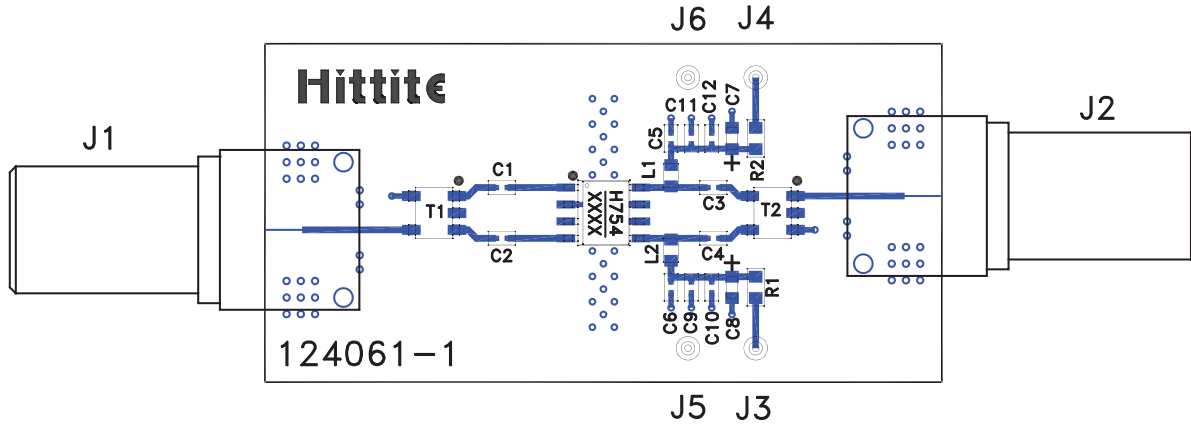 J6 J4
Hittite
J1
J2
C11 C12 C7
C5
L1
R2
C1
C3
T1
H754
XXXX
T2
C2
C4
L2
R1
C6 C9 C10 C8
124061-1
J5 J3